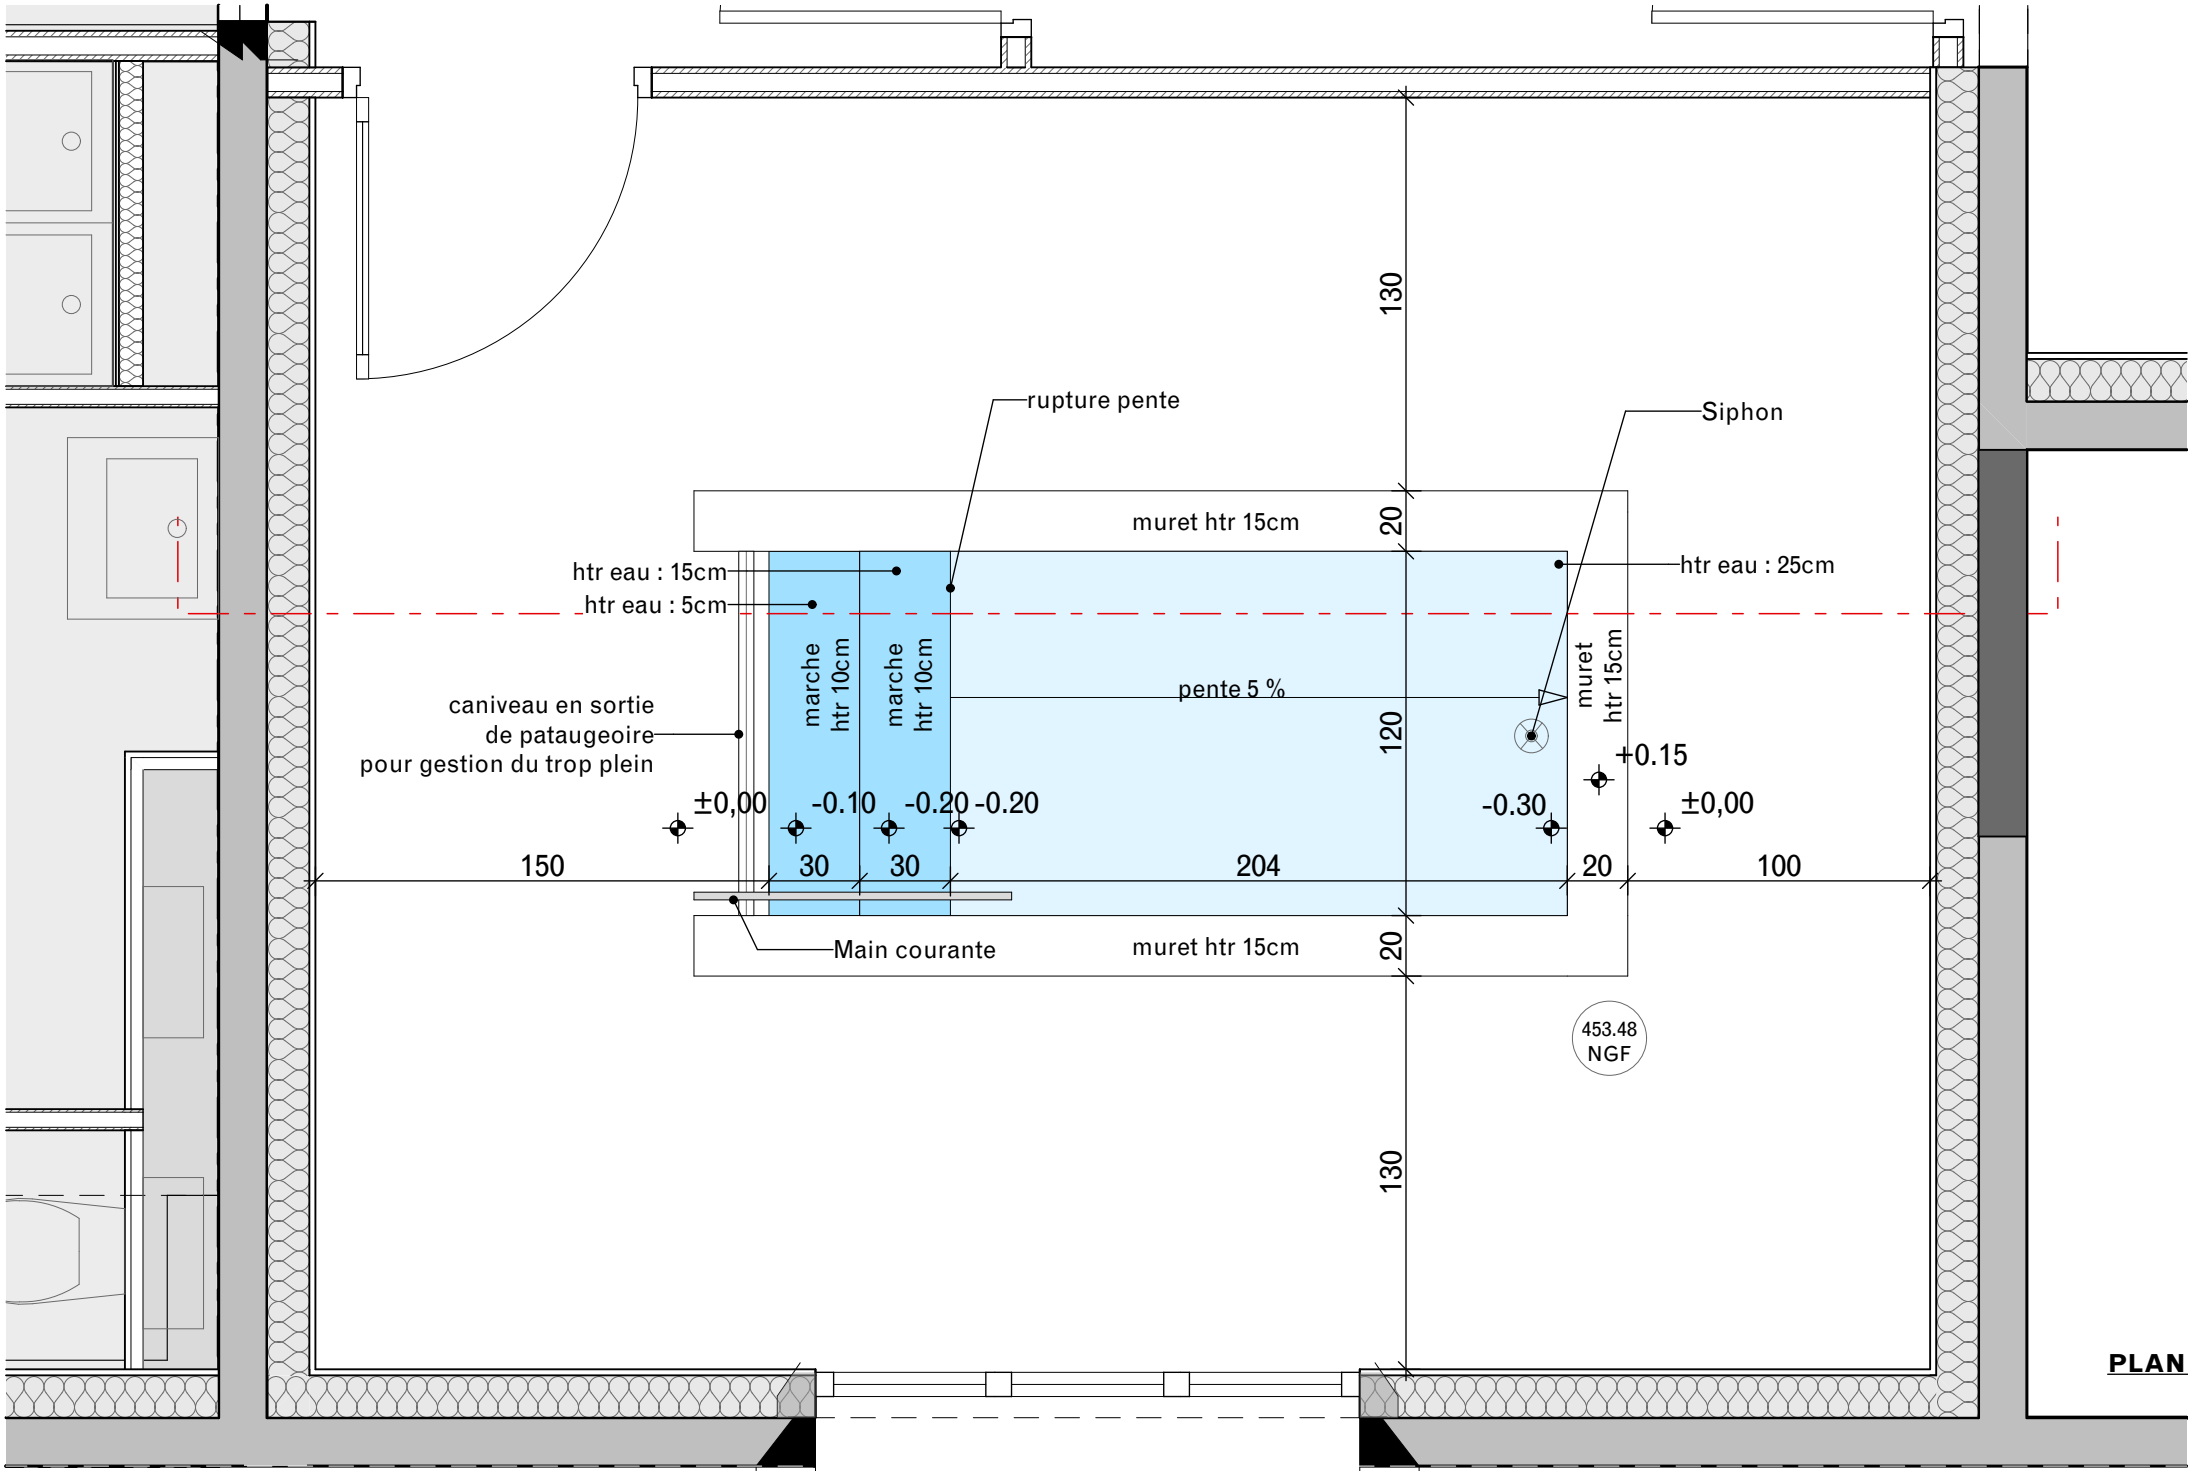 130
rupture pente
Siphon
muret htr 15cm
20
htr eau : 15cm
htr eau : 5cm
htr eau : 25cm
marche
htr 10cm
marche
htr 10cm
muret
htr 15cm
pente 5 %
caniveau en sortie
de pataugeoire
pour gestion du trop plein
120
+0.15
±0,00
-0.10
-0.20
-0.20
-0.30
±0,00
150
30
30
204
20
100
Main courante
muret htr 15cm
20
453.48
NGF
130
PLAN